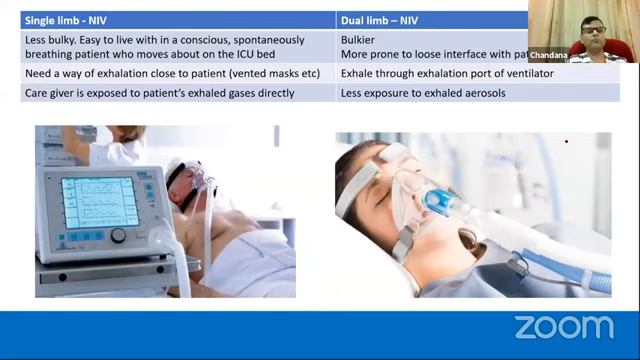 Single limb - NIV
Dual limb – NIV
Less bulky. Easy to live with in a conscious, spontaneously
breathing patient who moves about on the ICU bed
Bulkier
More prone to loose interface with
Need a way of exhalation close to patient (vented masks etc)
Exhale through exhalation port of ventilator
Care giver is exposed to patient's exhaled gases directly
Less exposure to exhaled aerosols
Chandana
zoom